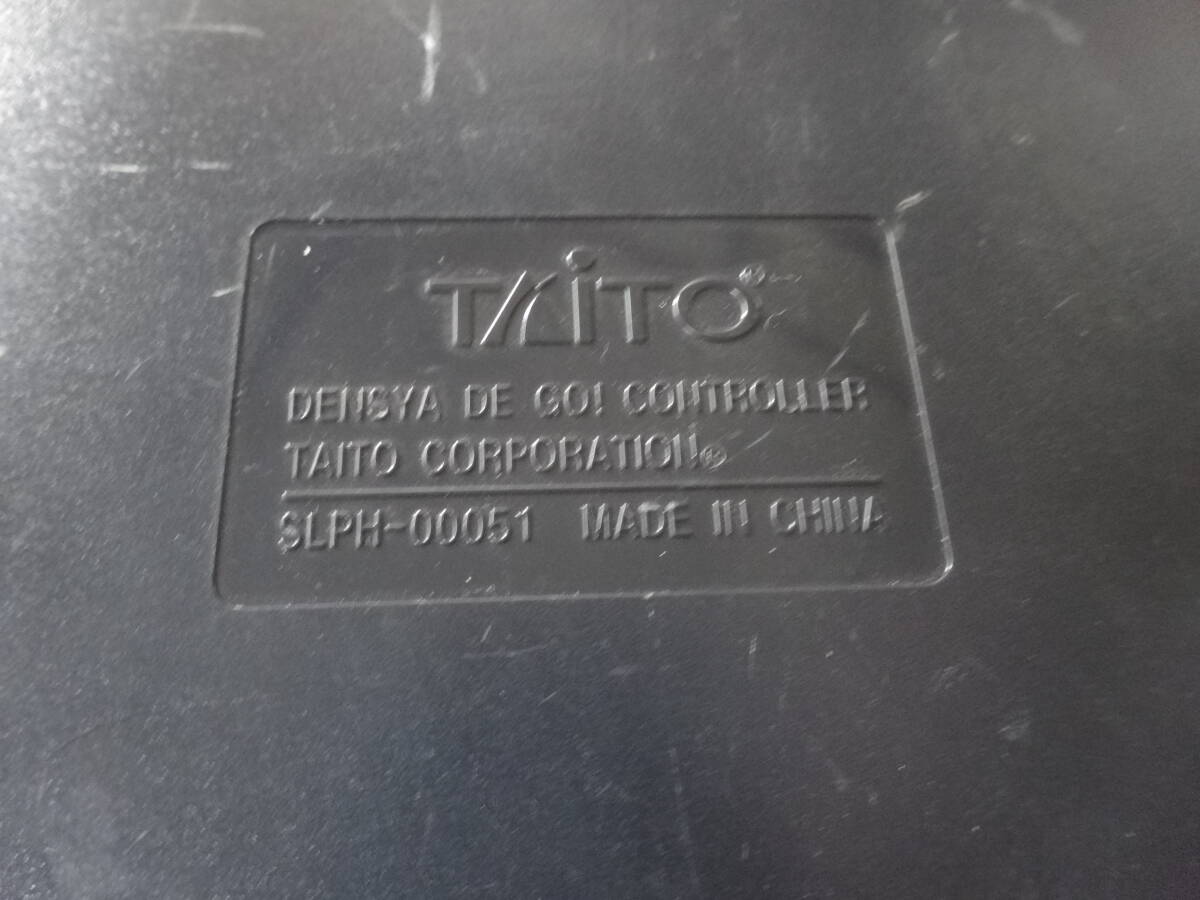 TAiTO®
DENSYA DE GO! CONTROLLER
TAITO CORPORATION®
SLPH-00051 MADE IN CHINA